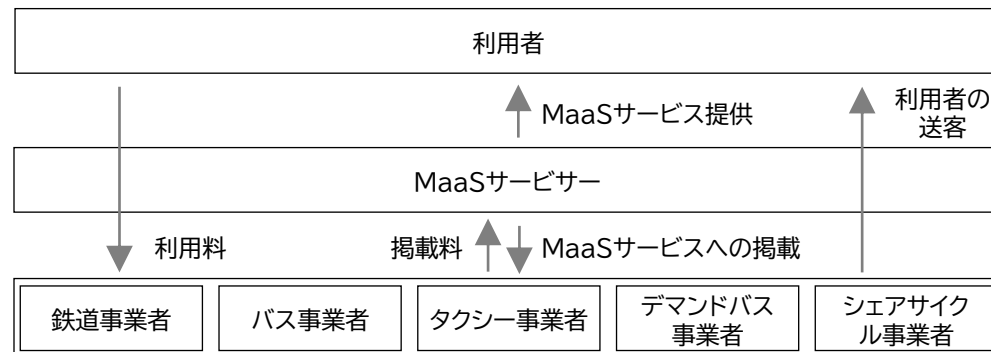 利用者
MaaSサービス提供
利用者の
送客
MaaSサービサー
利用料
掲載料
MaaSサービスへの掲載
鉄道事業者
バス事業者
タクシー事業者
デマンドバス
事業者
シェアサイク
ル事業者